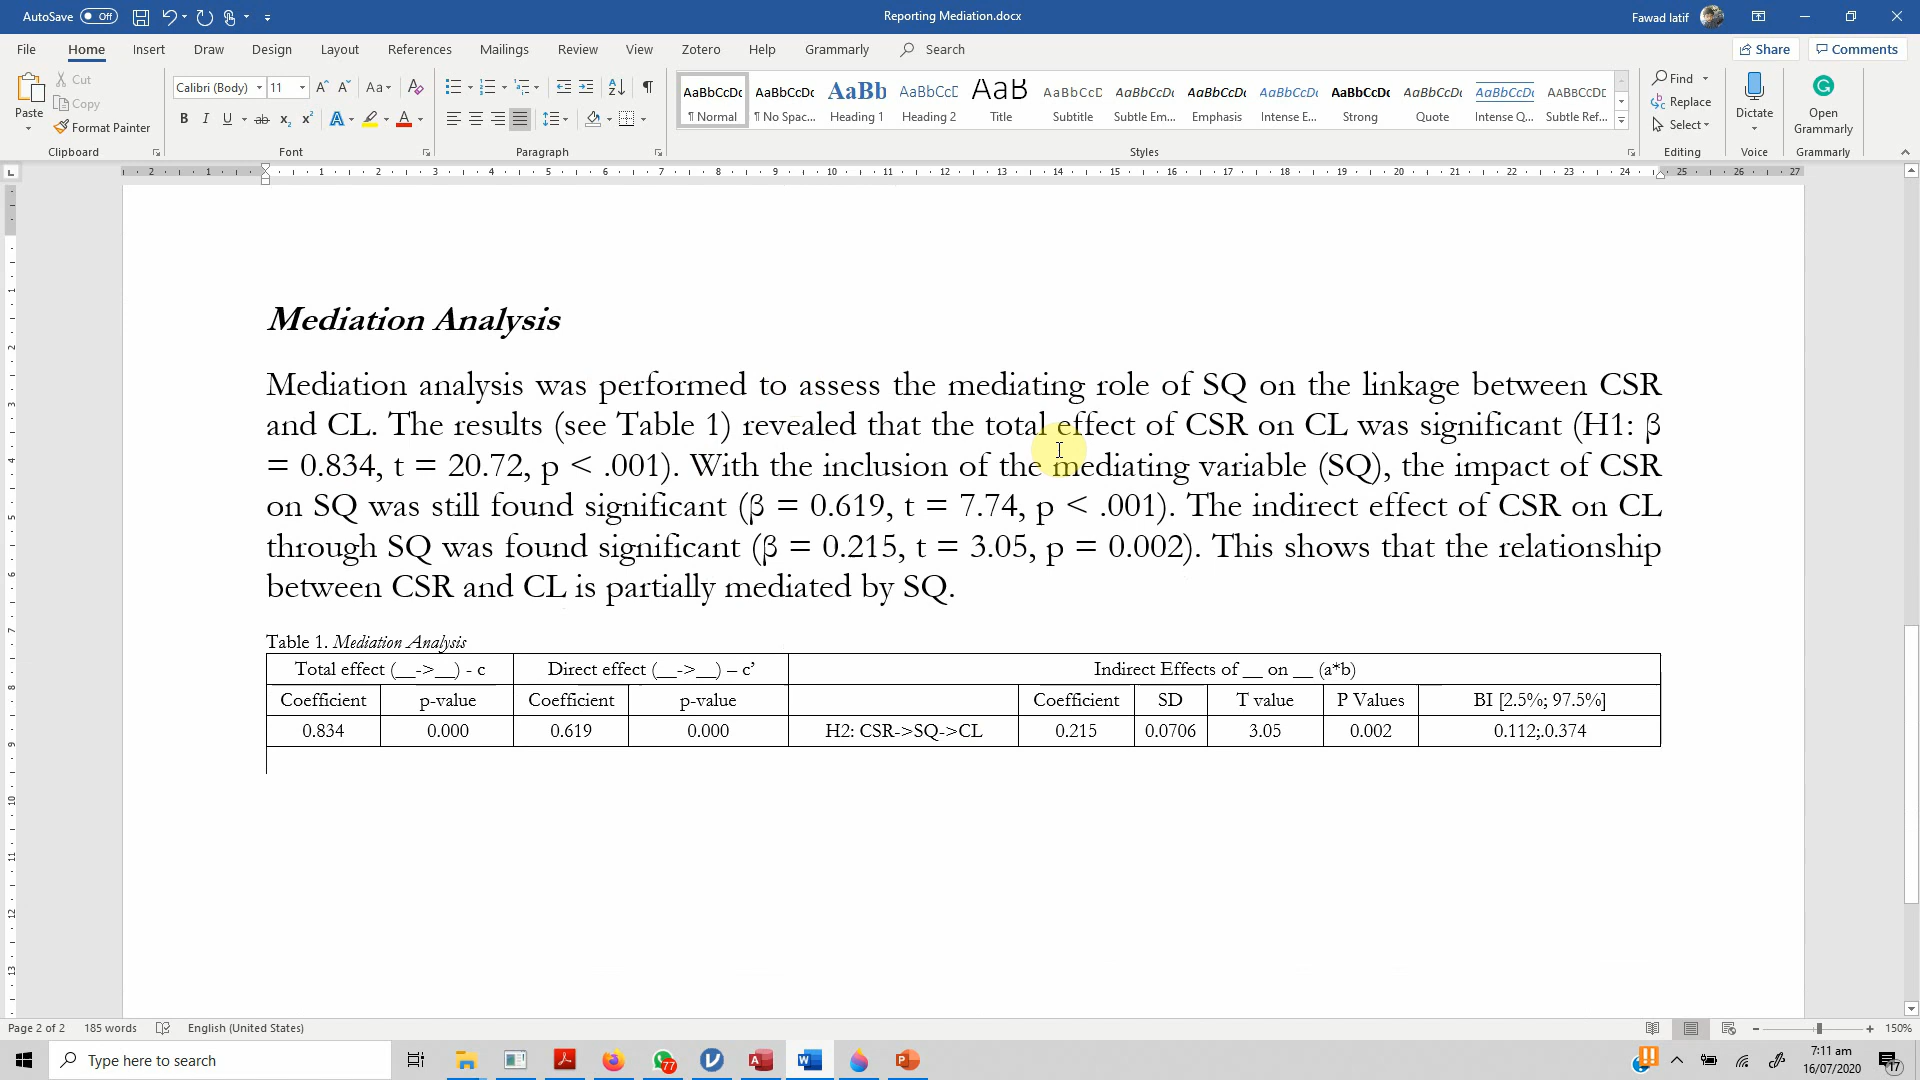 AutoSave Off
Reporting Mediation.docx
Fawad latif
File Home Insert Draw Design Layout References Mailings Review View Zotero Help Grammarly Search
Share Comments
Paste
Cut
Copy
Format Painter
Clipboard
Calibri (Body) 11
Font
Paragraph
AaBbCcDc AaBbCcDc AaBb AaBbCcD AaB AaBbCcD AaBbCcDc AaBbCcDc AaBbCcDc AaBbCcDc AaBbCcDc AaBbCcDc AABBCCDE
¶ Normal ¶ No Spac... Heading 1 Heading 2 Title Subtitle Subtle Em... Emphasis Intense E... Strong Quote Intense Q... Subtle Ref...
Styles
Find
Replace
Select
Editing
Dictate
Voice
Open
Grammarly
Grammarly
Mediation Analysis
Mediation analysis was performed to assess the mediating role of SQ on the linkage between CSR
and CL. The results (see Table 1) revealed that the total effect of CSR on CL was significant (H1: β
= 0.834, t = 20.72, p < .001). With the inclusion of the mediating variable (SQ), the impact of CSR
on SQ was still found significant (β = 0.619, t = 7.74, p < .001). The indirect effect of CSR on CL
through SQ was found significant (β = 0.215, t = 3.05, p = 0.002). This shows that the relationship
between CSR and CL is partially mediated by SQ.
Table 1. Mediation Analysis
Total effect (__->__) - c Direct effect (__->__) – c’ Indirect Effects of __ on __ (a*b)
Coefficient p-value Coefficient p-value Coefficient SD T value P Values BI [2.5%; 97.5%]
0.834 0.000 0.619 0.000 H2: CSR->SQ->CL 0.215 0.0706 3.05 0.002 0.112;.0.374
Page 2 of 2 185 words English (United States)
150%
Type here to search
77
7:11 am
16/07/2020
17